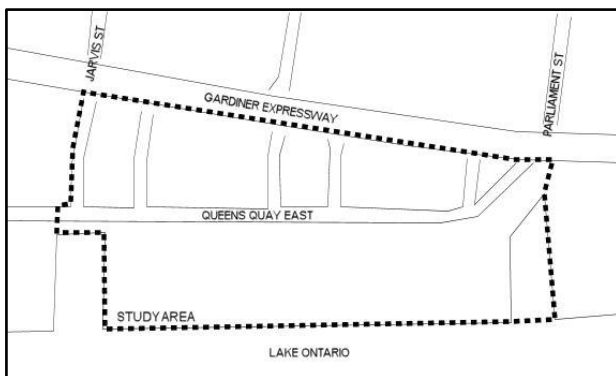 JARVIS ST
PARLIAMENT ST
GARDINER EXPRESSWAY
QUEENS QUAY EAST
STUDY AREA
LAKE ONTARIO